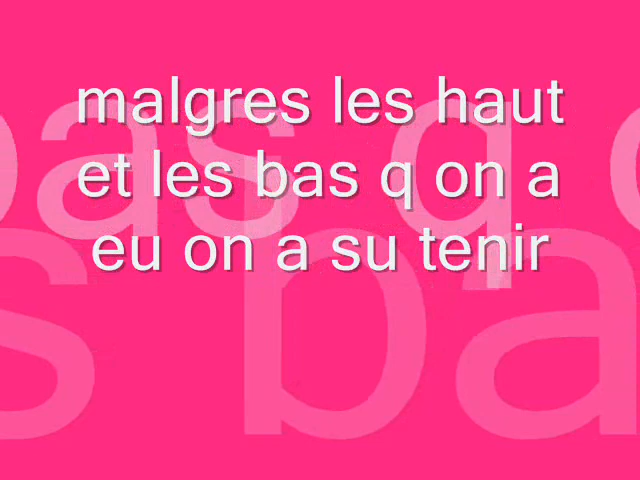 malgres les haut
et les bas q on a
eu on a su tenir